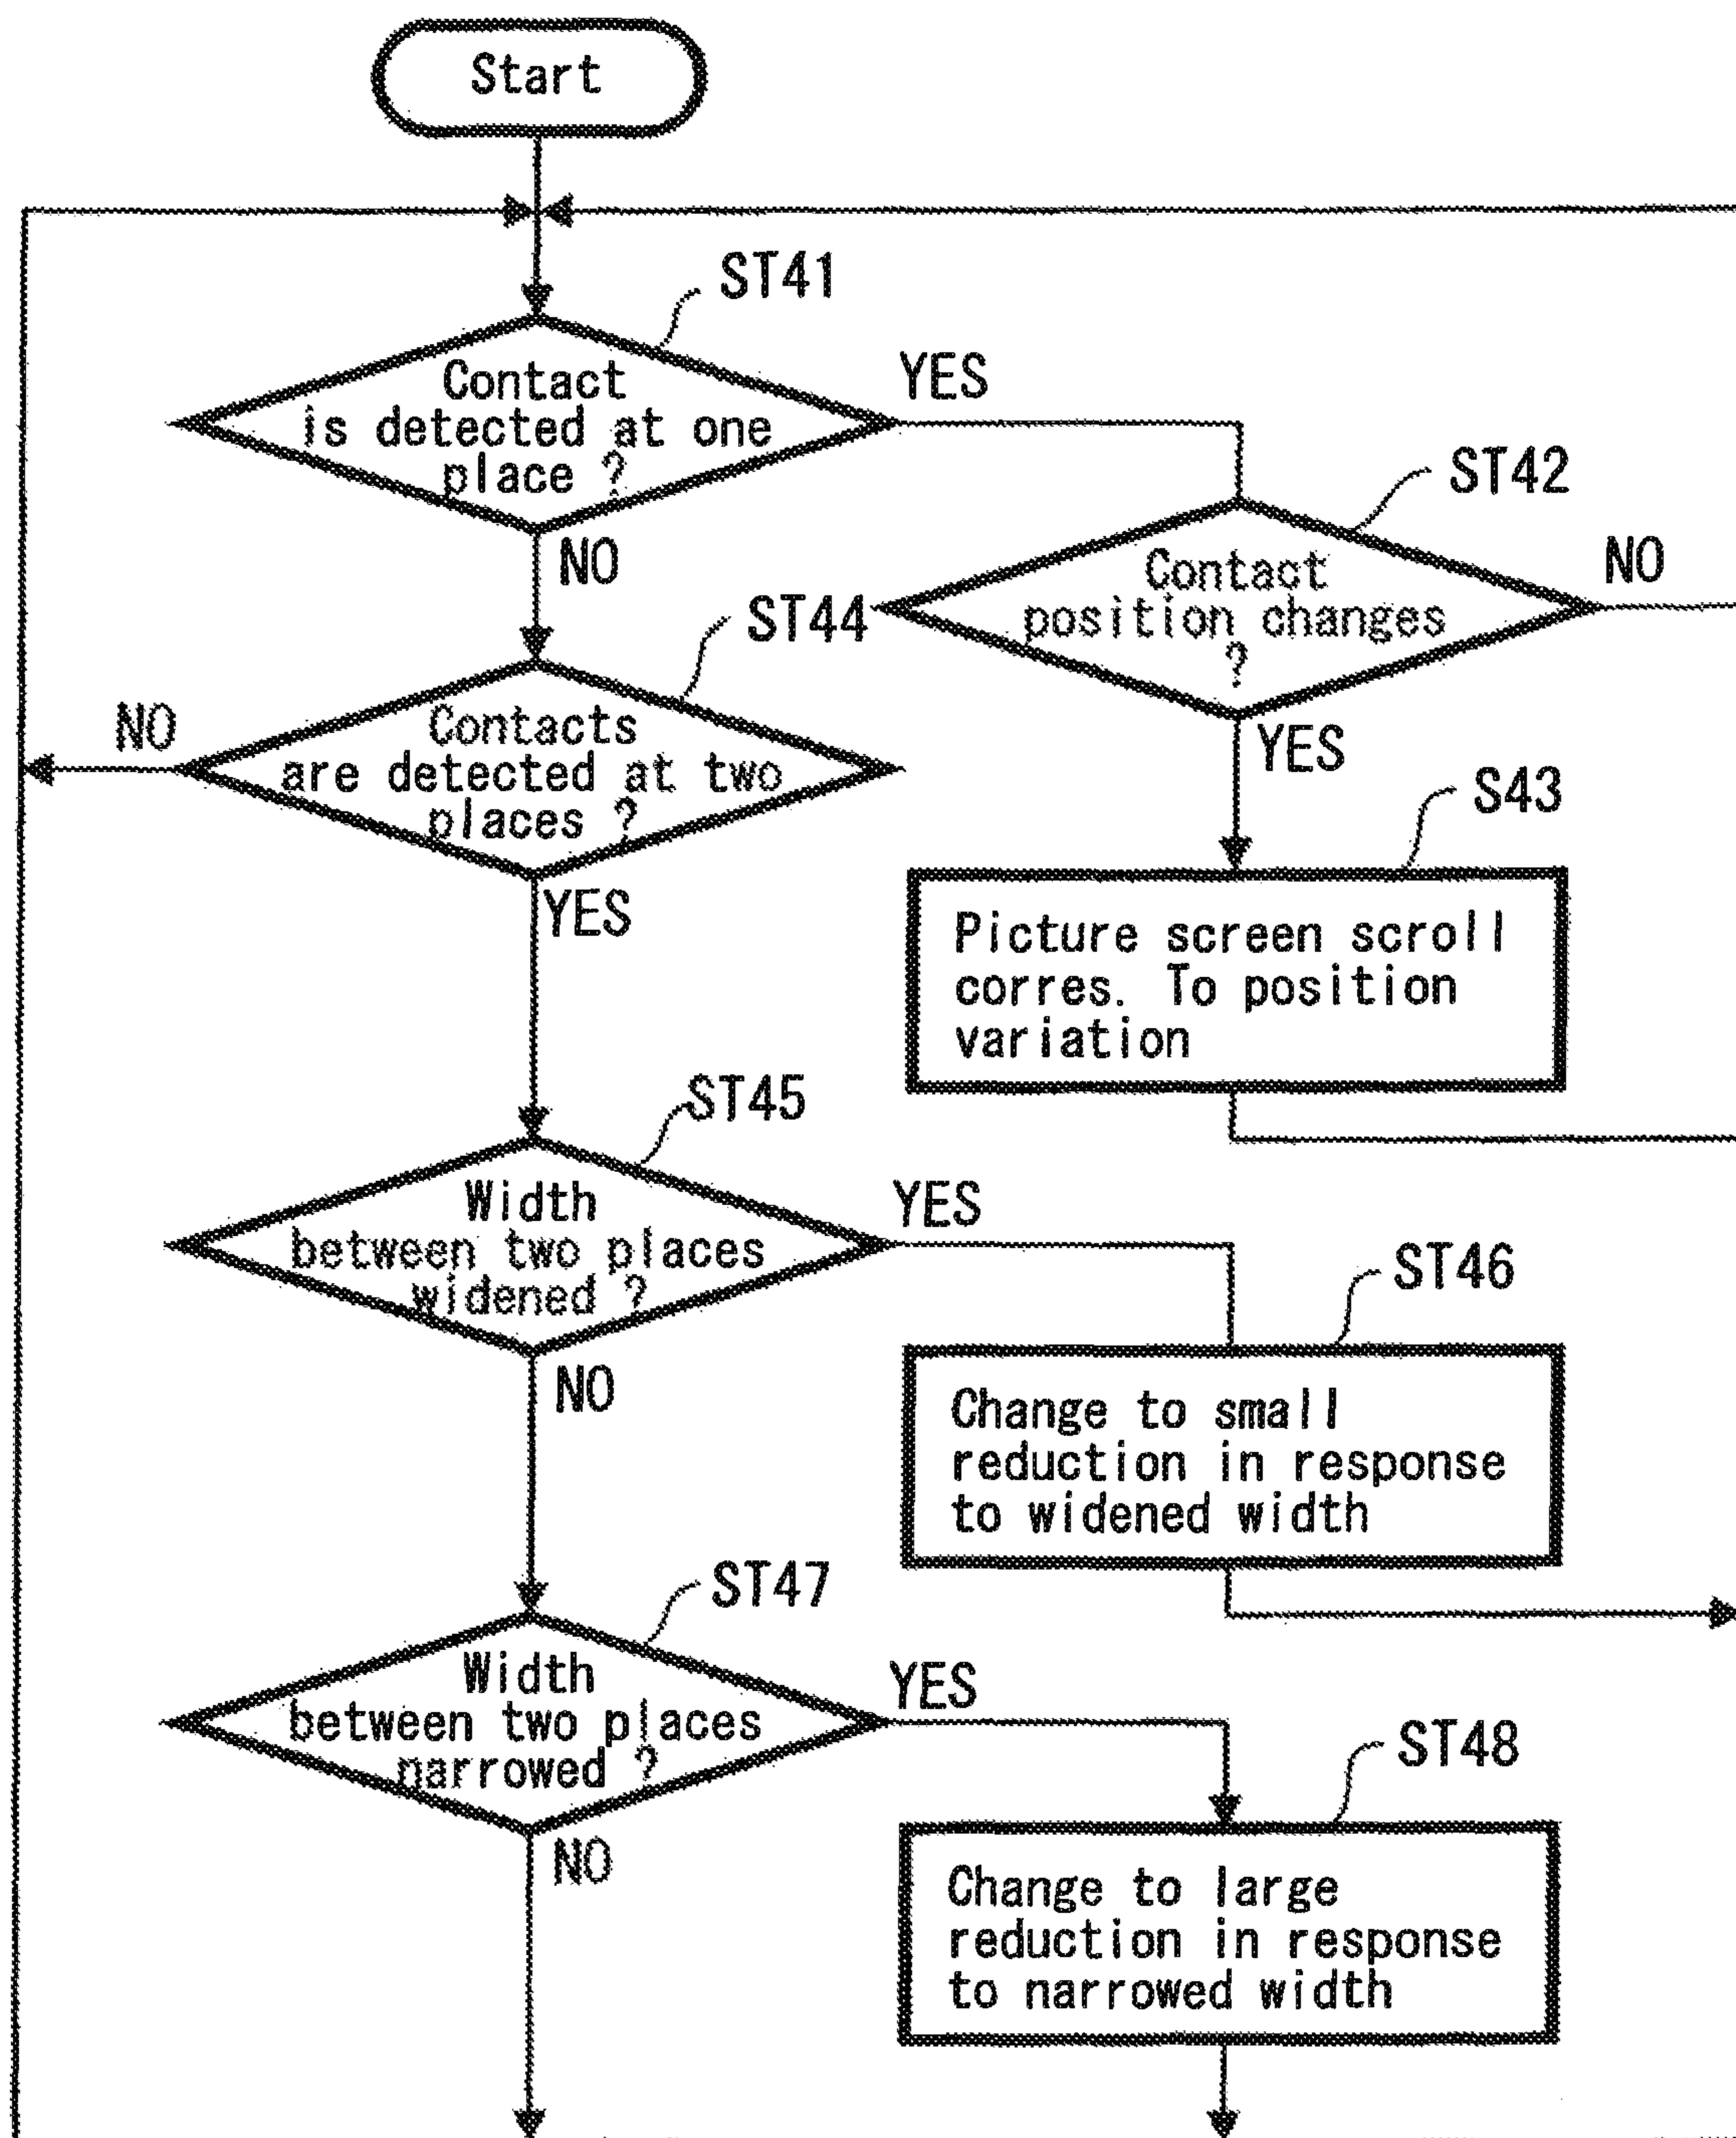 Start
ST41
Contact
is detected at one
place ?
YES
NO
ST42
Contact
position changes
?
NO
YES
ST44
Contacts
are detected at two
places ?
NO
YES
S43
Picture screen scroll
corres. To position
variation
ST45
Width
between two places
widened ?
YES
NO
ST46
Change to small
reduction in response
to widened width
ST47
Width
between two places
narrowed ?
YES
NO
ST48
Change to large
reduction in response
to narrowed width